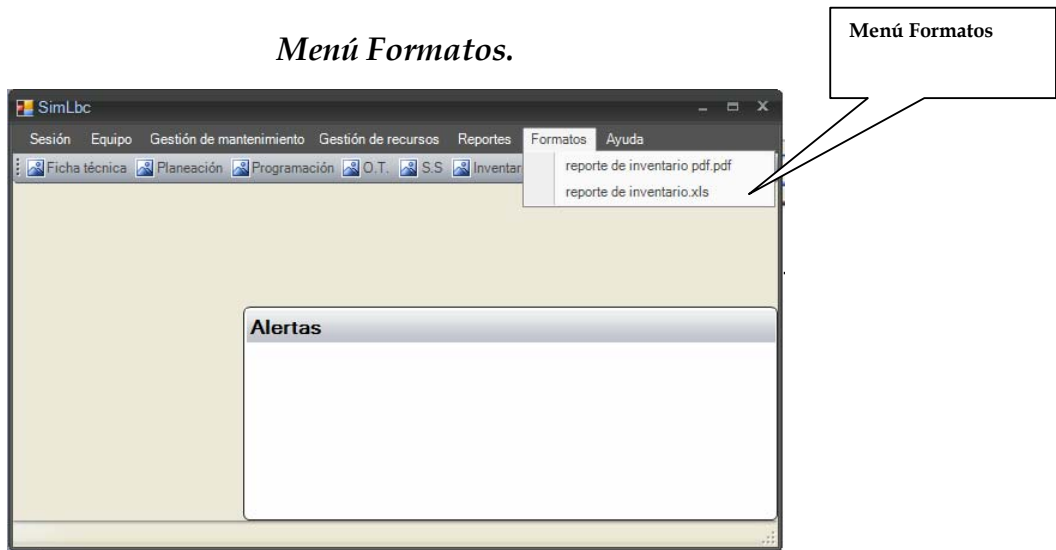 Menú Formatos
Menú Formatos.
SimLbc
Sesión Equipo Gestión de mantenimiento Gestión de recursos Reportes Formatos Ayuda
Ficha técnica Planeación Programación O.T. S.S Inventar
reporte de inventario pdf.pdf
reporte de inventario.xls
Alertas